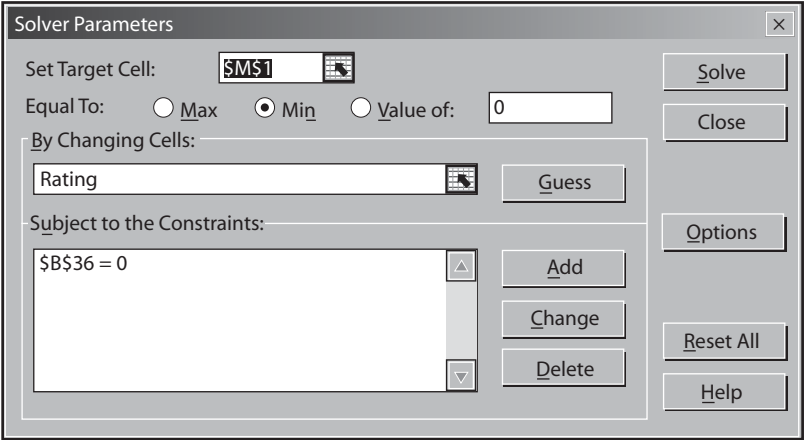 Solver Parameters
Set Target Cell: $M$1 Solve
Equal To: Max Min Value of: 0 Close
By Changing Cells:
Rating Guess
Subject to the Constraints: Options
$B$36 = 0 Add
Change
Reset All
Delete
Help